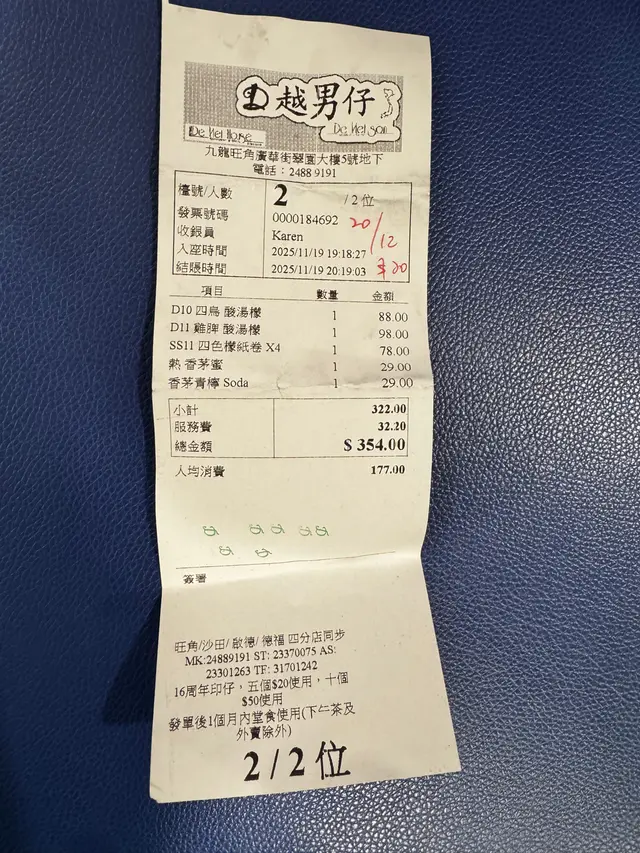 越男仔
De Nei Nose
De Nei Son
九龍旺角廣華街翠園大樓5號地下
電話：2488 9191
檯號/人數 2 / 2 位
發票號碼 0000184692
收銀員 Karen
入座時間 2025/11/19 19:18:27
結賬時間 2025/11/19 20:19:03
20/12
$20
項目 數量 金額
D10 四鳥 酸湯檬 1 88.00
D11 雞髀 酸湯檬 1 98.00
SS11 四色檬紙卷 X4 1 78.00
熱 香茅蜜 1 29.00
香茅青檸 Soda 1 29.00
小計 322.00
服務費 32.20
總金額 $ 354.00
人均消費 177.00
簽署
旺角/沙田/ 啟德/ 德福 四分店同步
MK:24889191 ST: 23370075 AS:
23301263 TF: 31701242
16周年印仔，五個$20使用，十個
$50使用
發單後1個月內堂食使用(下午茶及
外賣除外)
2 / 2 位